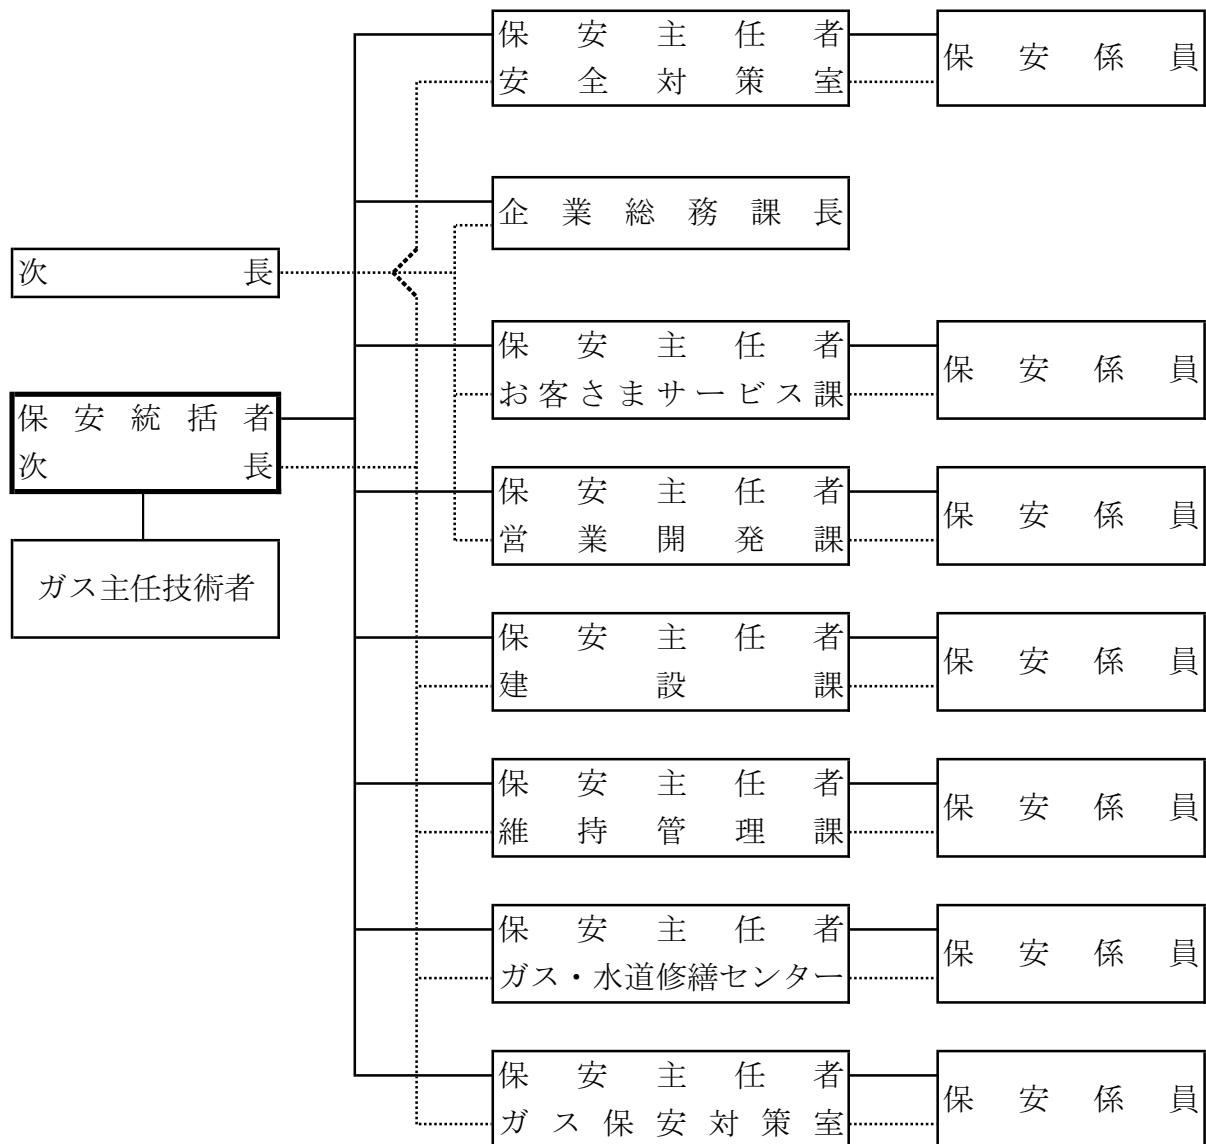 保安主任者
安全対策室
保安係員
企業総務課長
次長
保安主任者
お客さまサービス課
保安係員
保安統括者
次長
ガス主任技術者
保安主任者
営業開発課
保安係員
保安主任者
建設課
保安係員
保安主任者
維持管理課
保安係員
保安主任者
ガス・水道修繕センター
保安係員
保安主任者
ガス保安対策室
保安係員